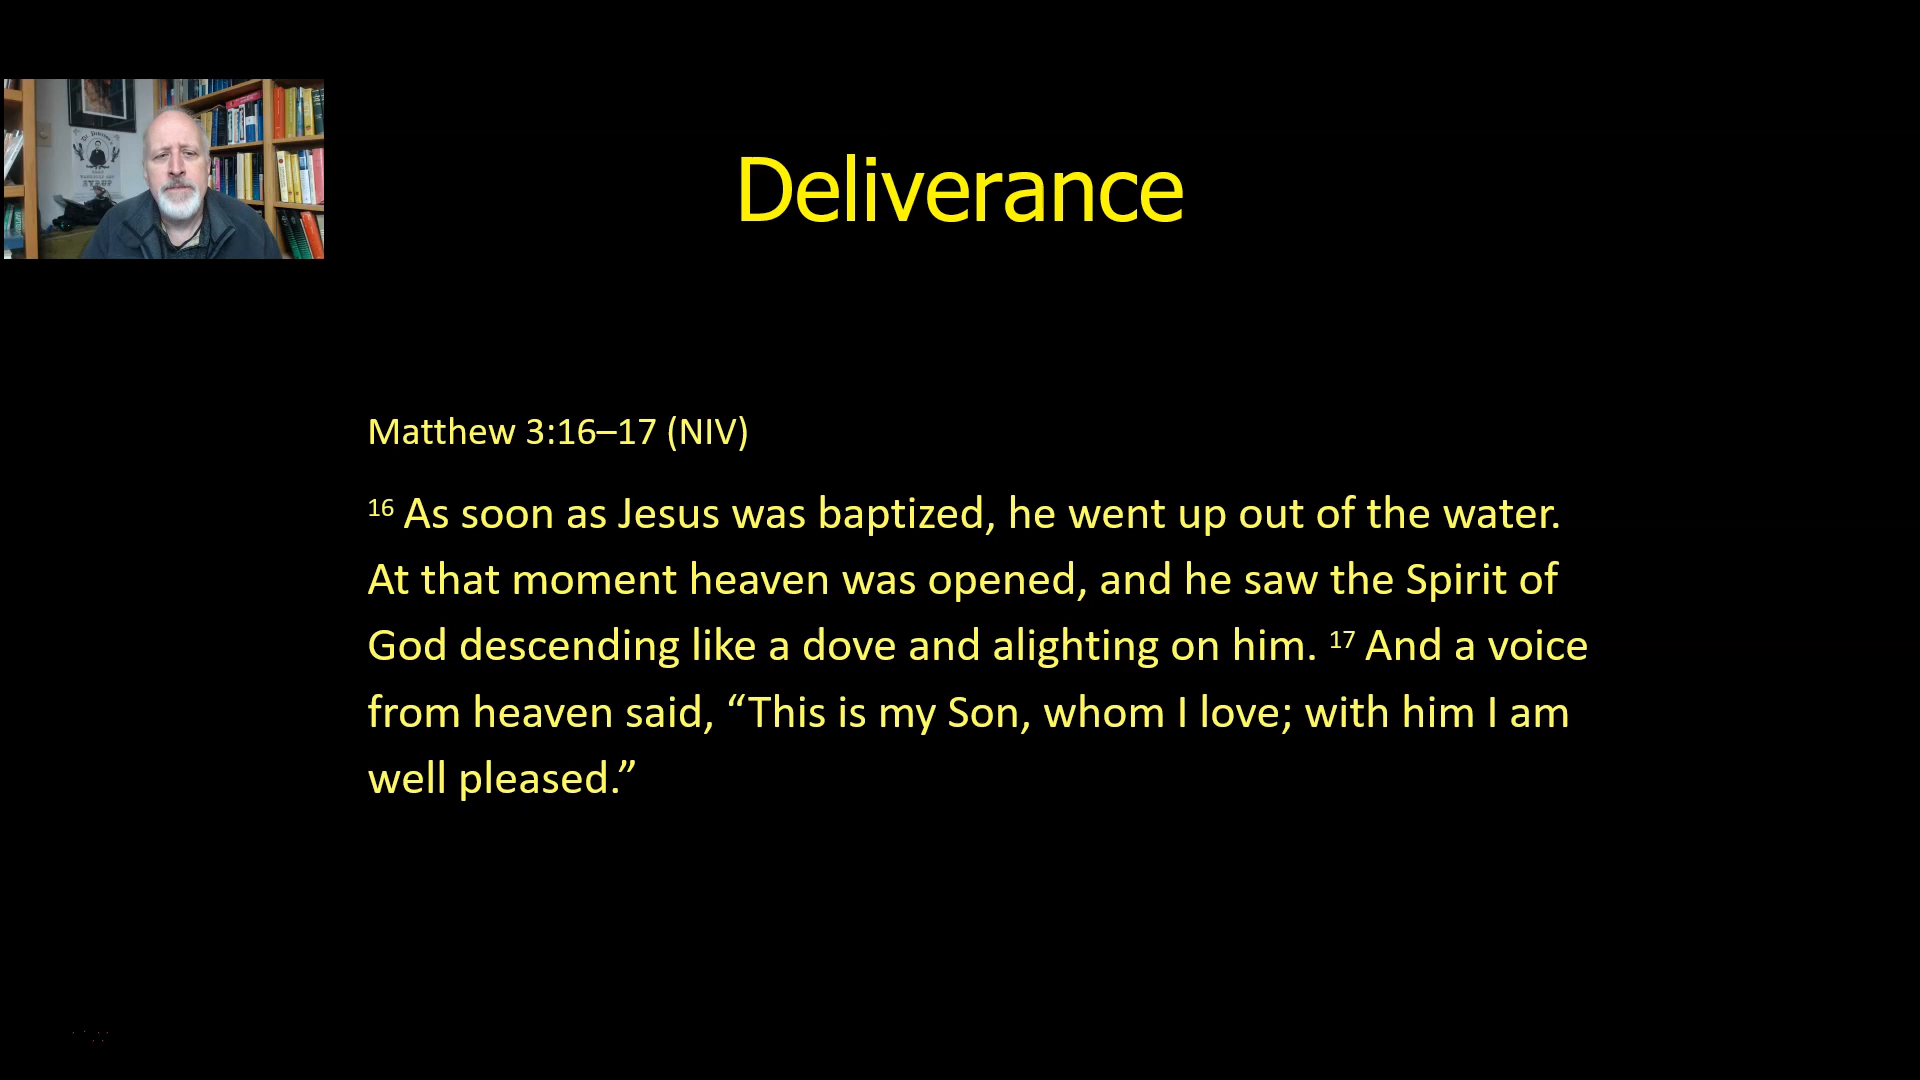 Deliverance
Matthew 3:16–17 (NIV)
16 As soon as Jesus was baptized, he went up out of the water.
At that moment heaven was opened, and he saw the Spirit of
God descending like a dove and alighting on him. 17 And a voice
from heaven said, “This is my Son, whom I love; with him I am
well pleased.”